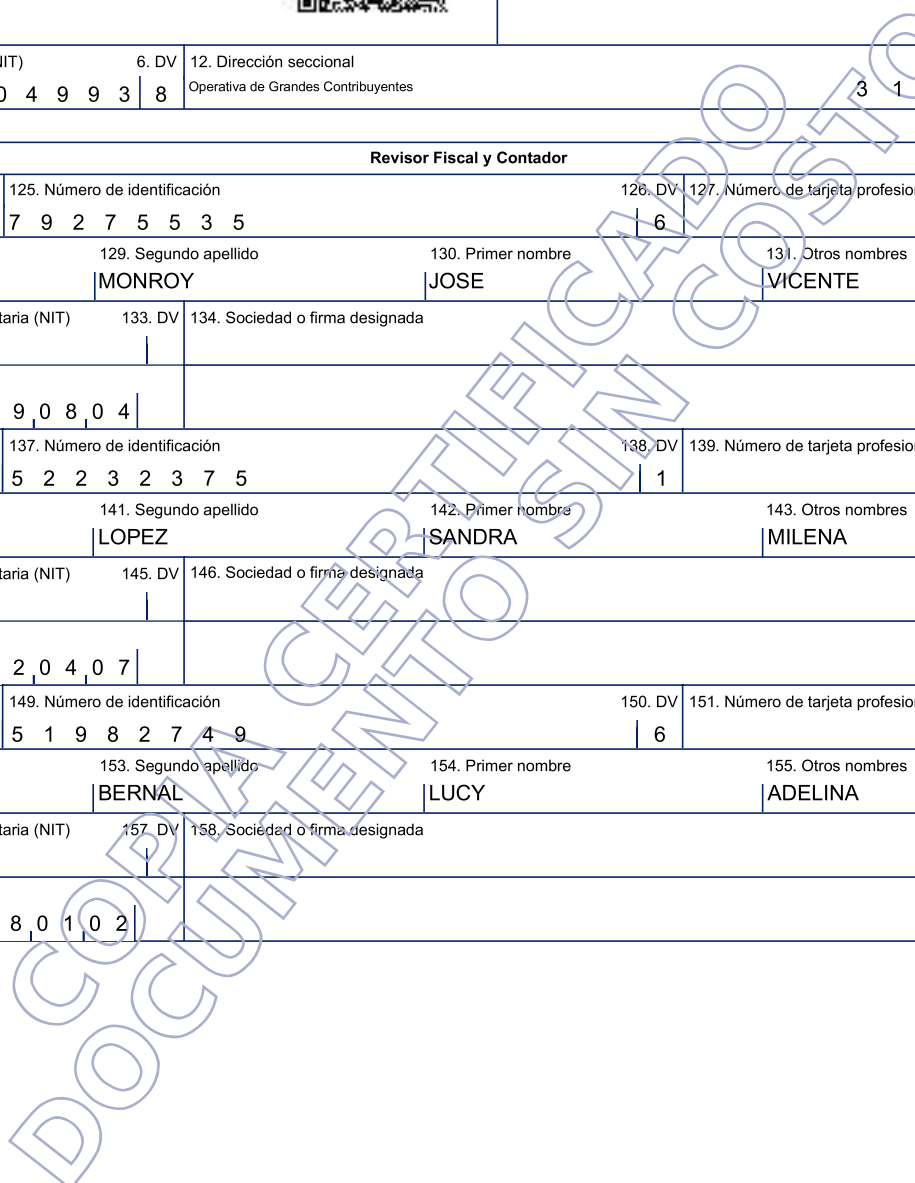 NIT) 6. DV 12. Dirección seccional
0 4 9 9 3 8 Operativa de Grandes Contribuyentes 3 1
Revisor Fiscal y Contador
125. Número de identificación 126. DV 127. Número de tarjeta profesio
7 9 2 7 5 5 3 5 6
129. Segundo apellido 130. Primer nombre 131. Otros nombres
MONROY JOSE VICENTE
taria (NIT) 133. DV 134. Sociedad o firma designada
9 0 8 0 4
137. Número de identificación 138. DV 139. Número de tarjeta profesio
5 2 2 3 2 3 7 5 1
141. Segundo apellido 142. Primer nombre 143. Otros nombres
LOPEZ SANDRA MILENA
taria (NIT) 145. DV 146. Sociedad o firma designada
2 0 4 0 7
149. Número de identificación 150. DV 151. Número de tarjeta profesio
5 1 9 8 2 7 4 9 6
153. Segundo apellido 154. Primer nombre 155. Otros nombres
BERNAL LUCY ADELINA
taria (NIT) 157. DV 158. Sociedad o firma designada
8 0 1 0 2
COPIA CERTIFICADO
DOCUMENTO SIN COSTO